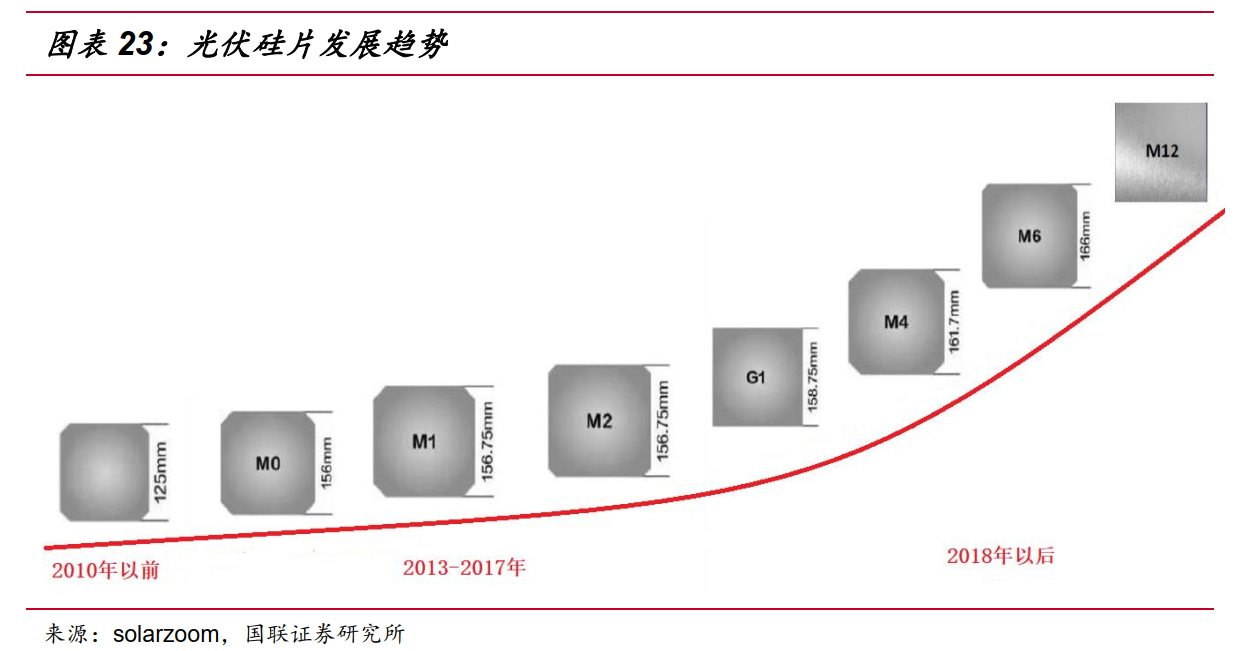 图表 23：光伏硅片发展趋势
M12
M6
166mm
M4
161.7mm
G1
158.75mm
M2
156.75mm
M1
156.75mm
M0
156mm
125mm
2010年以前
2013-2017年
2018年以后
来源：solarzoom，国联证券研究所